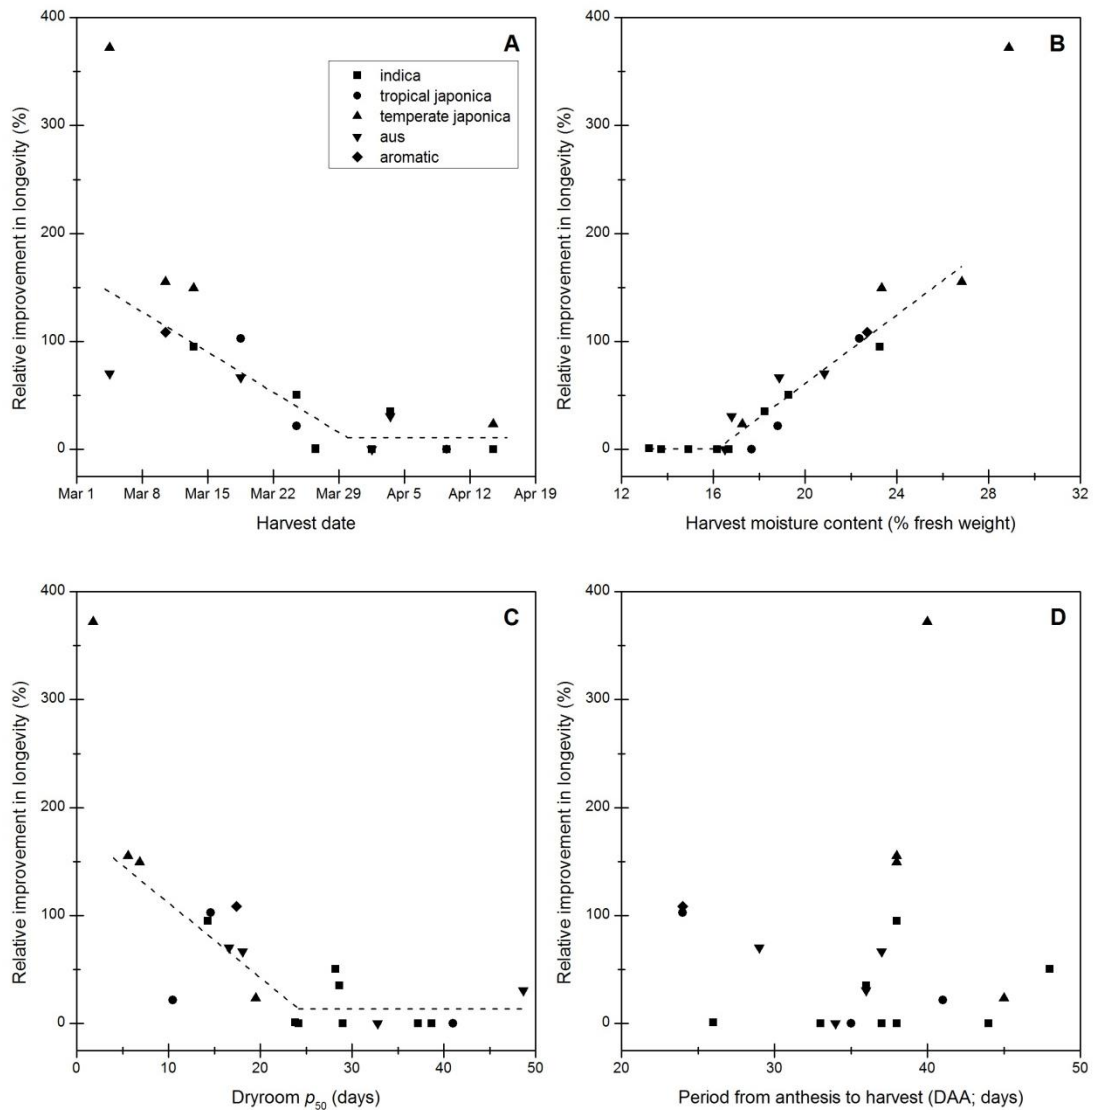 A
400
300
200
100
0
Relative improvement in longevity (%)
indica
tropical japonica
temperate japonica
aus
aromatic
Mar 1 Mar 8 Mar 15 Mar 22 Mar 29 Apr 5 Apr 12 Apr 19
Harvest date
B
400
300
200
100
0
Relative improvement in longevity (%)
12 16 20 24 28 32
Harvest moisture content (% fresh weight)
C
400
300
200
100
0
Relative improvement in longevity (%)
0 10 20 30 40 50
Dryroom p50 (days)
D
400
300
200
100
0
Relative improvement in longevity (%)
20 30 40 50
Period from anthesis to harvest (DAA; days)